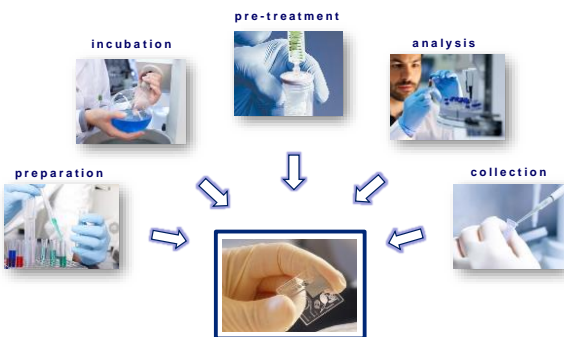 pre-treatment
incubation
analysis
preparation
collection